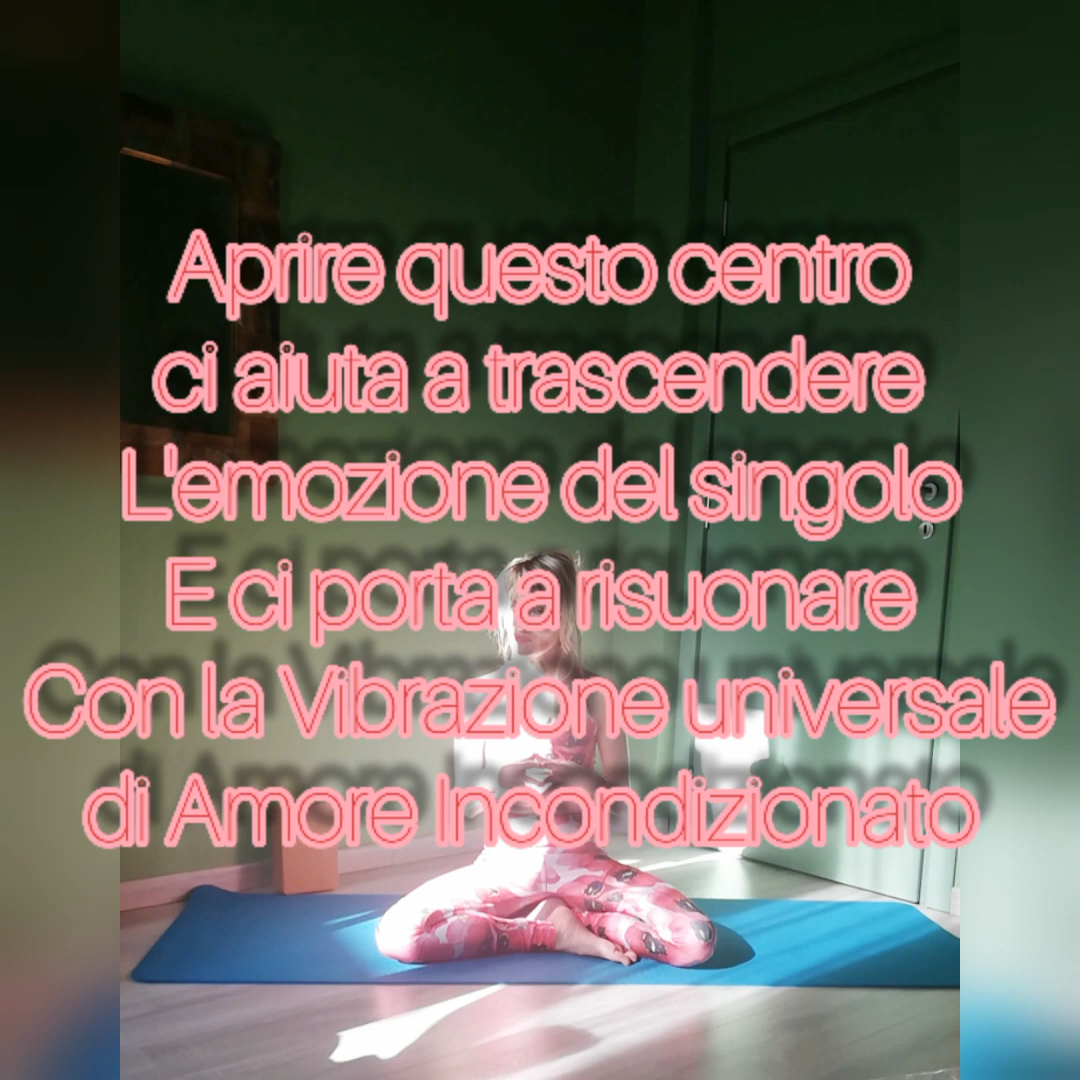 Aprire questo centro
ci aiuta a trascendere
L'emozione del singolo
E ci porta a risuonare
Con la Vibrazione universale
di Amore Incondizionato